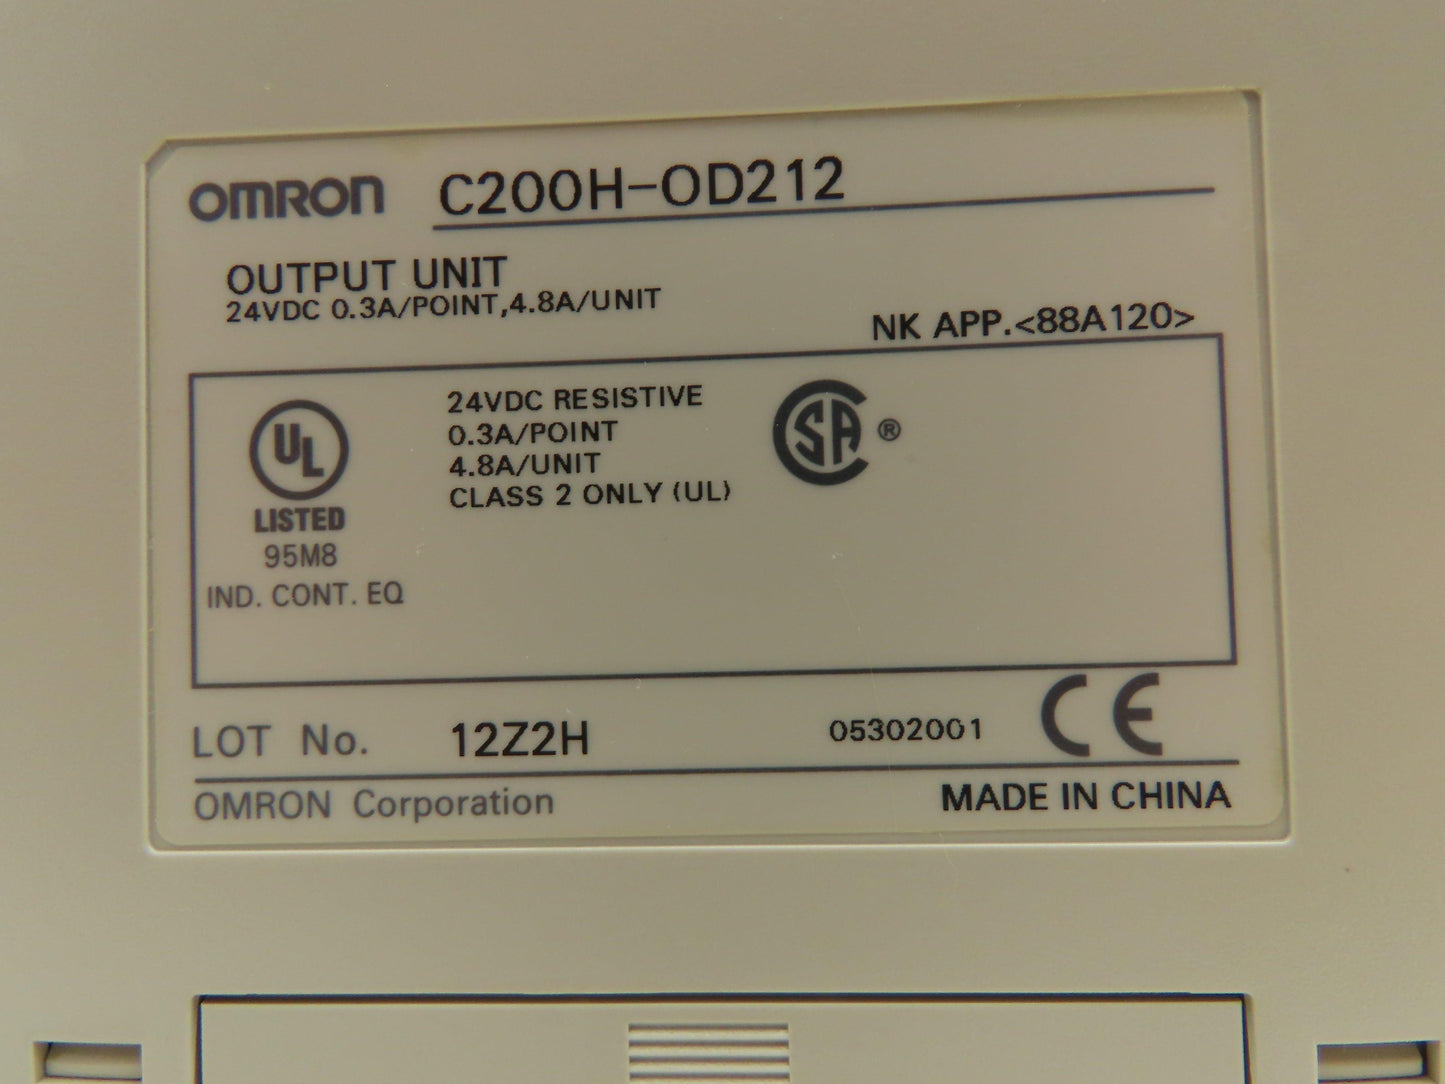 OMRON C200H-OD212
OUTPUT UNIT
24VDC 0.3A/POINT,4.8A/UNIT
NK APP.<88A120>
UL
LISTED
95M8
IND. CONT. EQ
24VDC RESISTIVE
0.3A/POINT
4.8A/UNIT
CLASS 2 ONLY (UL)
CSA ®
LOT No. 12Z2H 05302001 CE
OMRON Corporation MADE IN CHINA